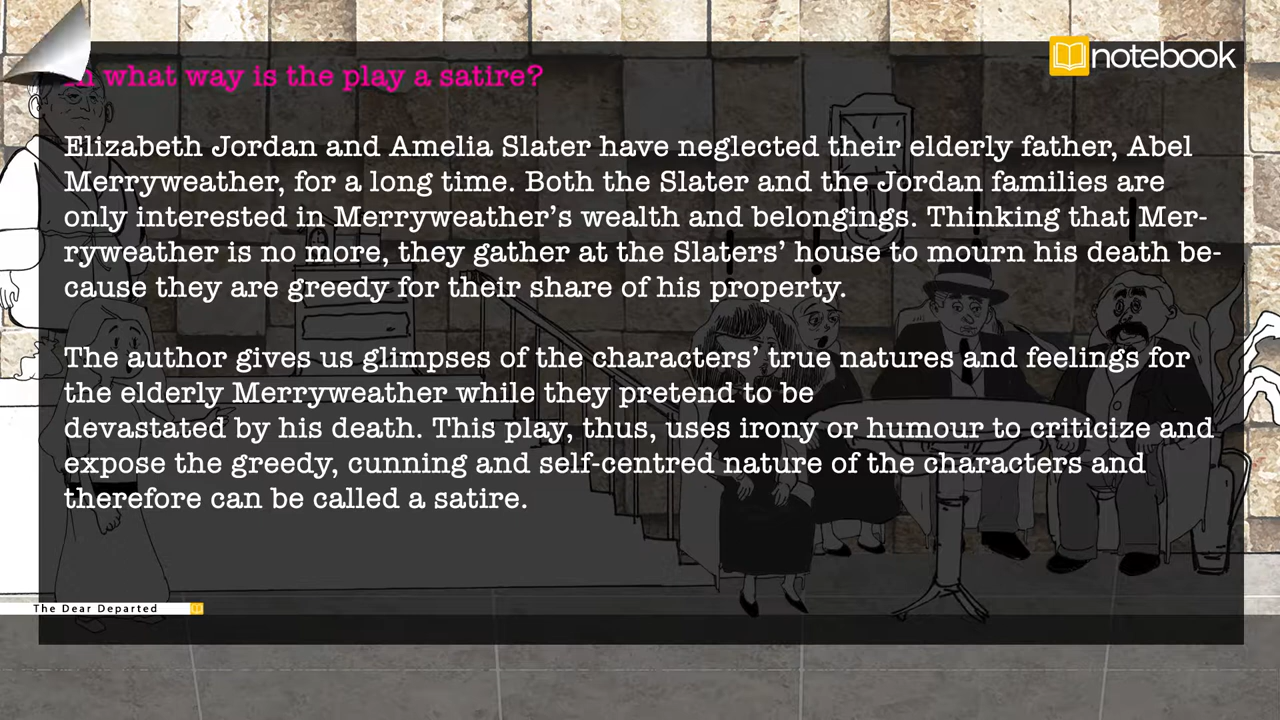 notebook
In what way is the play a satire?
Elizabeth Jordan and Amelia Slater have neglected their elderly father, Abel
Merryweather, for a long time. Both the Slater and the Jordan families are
only interested in Merryweather's wealth and belongings. Thinking that Mer-
ryweather is no more, they gather at the Slaters' house to mourn his death be-
cause they are greedy for their share of his property.
The author gives us glimpses of the characters' true natures and feelings for
the elderly Merryweather while they pretend to be
devastated by his death. This play, thus, uses irony or humour to criticize and
expose the greedy, cunning and self-centred nature of the characters and
therefore can be called a satire.
The Dear Departed